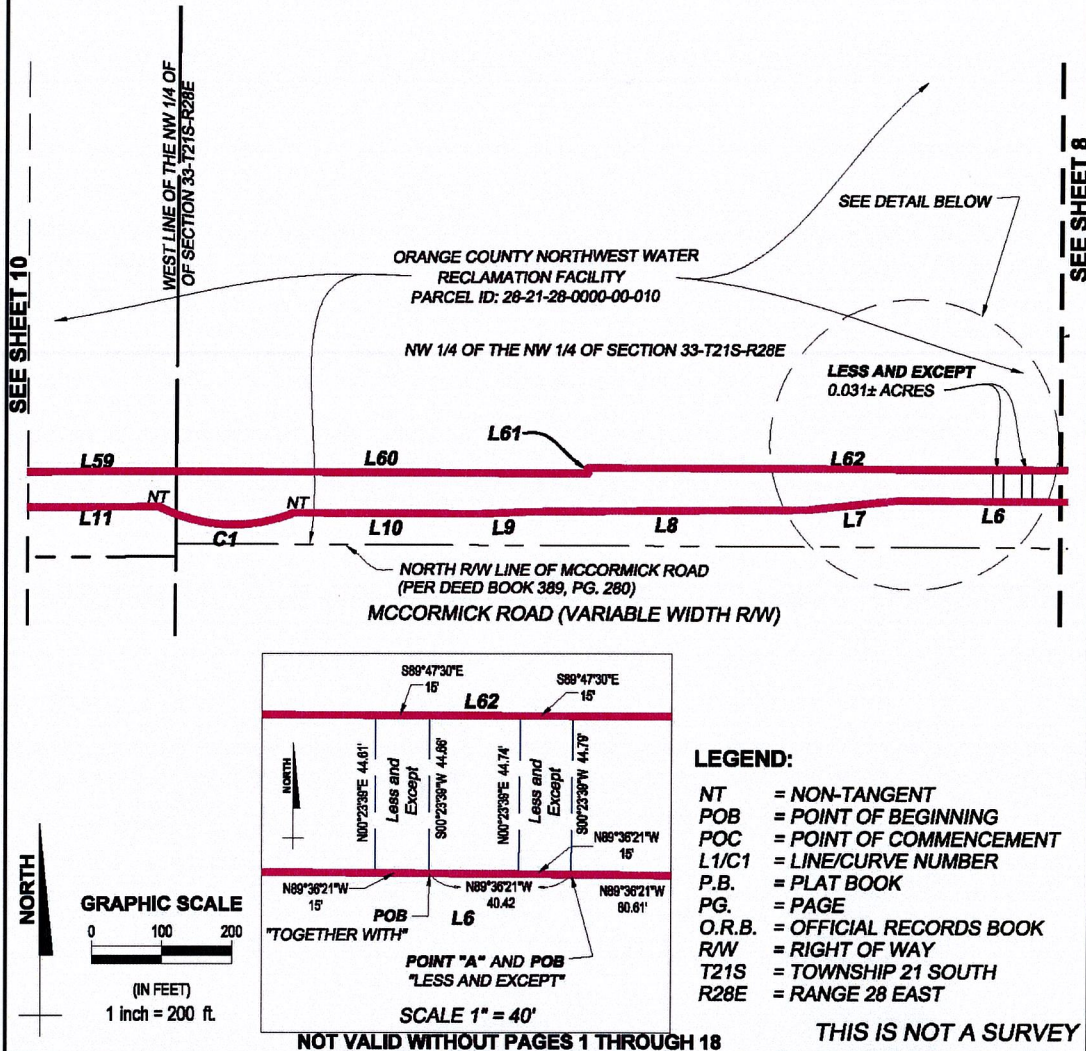 WEST LINE OF THE NW 1/4 OF
OF SECTION 33-T21S-R28E
SEE SHEET 10
SEE SHEET 8
SEE DETAIL BELOW
ORANGE COUNTY NORTHWEST WATER
RECLAMATION FACILITY
PARCEL ID: 28-21-28-0000-00-010
NW 1/4 OF THE NW 1/4 OF SECTION 33-T21S-R28E
LESS AND EXCEPT
0.031± ACRES
L61
L59
L60
L62
NT
NT
L11
C1
L10
L9
L8
L7
L6
NORTH R/W LINE OF MCCORMICK ROAD
(PER DEED BOOK 389, PG. 280)
MCCORMICK ROAD (VARIABLE WIDTH R/W)
S89°47'30"E
15'
S89°47'30"E
15'
L62
NORTH
N00°23'39"E 44.61'
Less and
Except
S00°23'39"W 44.66'
N00°23'39"E 44.74'
Less and
Except
S00°23'39"W 44.79'
N89°36'21"W
15'
N89°36'21"W
15'
N89°36'21"W
40.42
N89°36'21"W
80.61'
POB
"TOGETHER WITH"
L6
POINT "A" AND POB
"LESS AND EXCEPT"
SCALE 1" = 40'
NORTH
GRAPHIC SCALE
0 100 200
(IN FEET)
1 inch = 200 ft.
LEGEND:
NT = NON-TANGENT
POB = POINT OF BEGINNING
POC = POINT OF COMMENCEMENT
L1/C1 = LINE/CURVE NUMBER
P.B. = PLAT BOOK
PG. = PAGE
O.R.B. = OFFICIAL RECORDS BOOK
R/W = RIGHT OF WAY
T21S = TOWNSHIP 21 SOUTH
R28E = RANGE 28 EAST
THIS IS NOT A SURVEY
NOT VALID WITHOUT PAGES 1 THROUGH 18